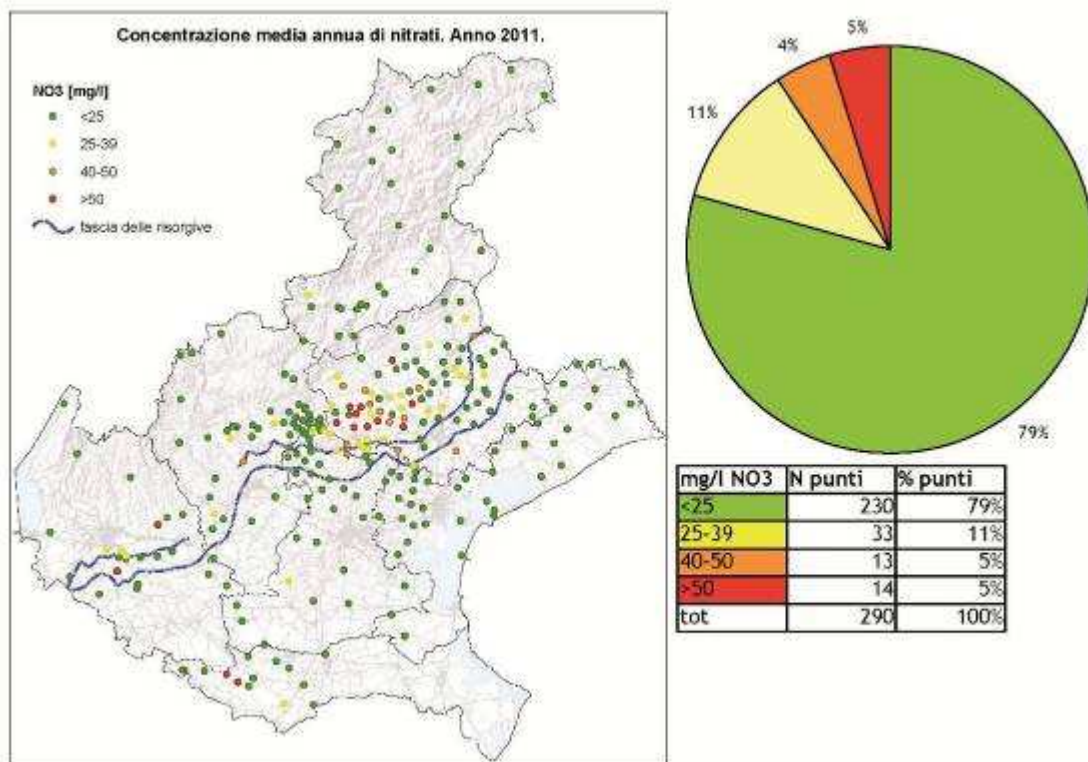 Concentrazione media annua di nitrati. Anno 2011.
NO3 [mg/l]
<25
25-39
40-50
>50
fascia delle risorgive
5%
4%
11%
79%
mg/l NO3 N punti % punti
<25 230 79%
25-39 33 11%
40-50 13 5%
>50 14 5%
tot 290 100%